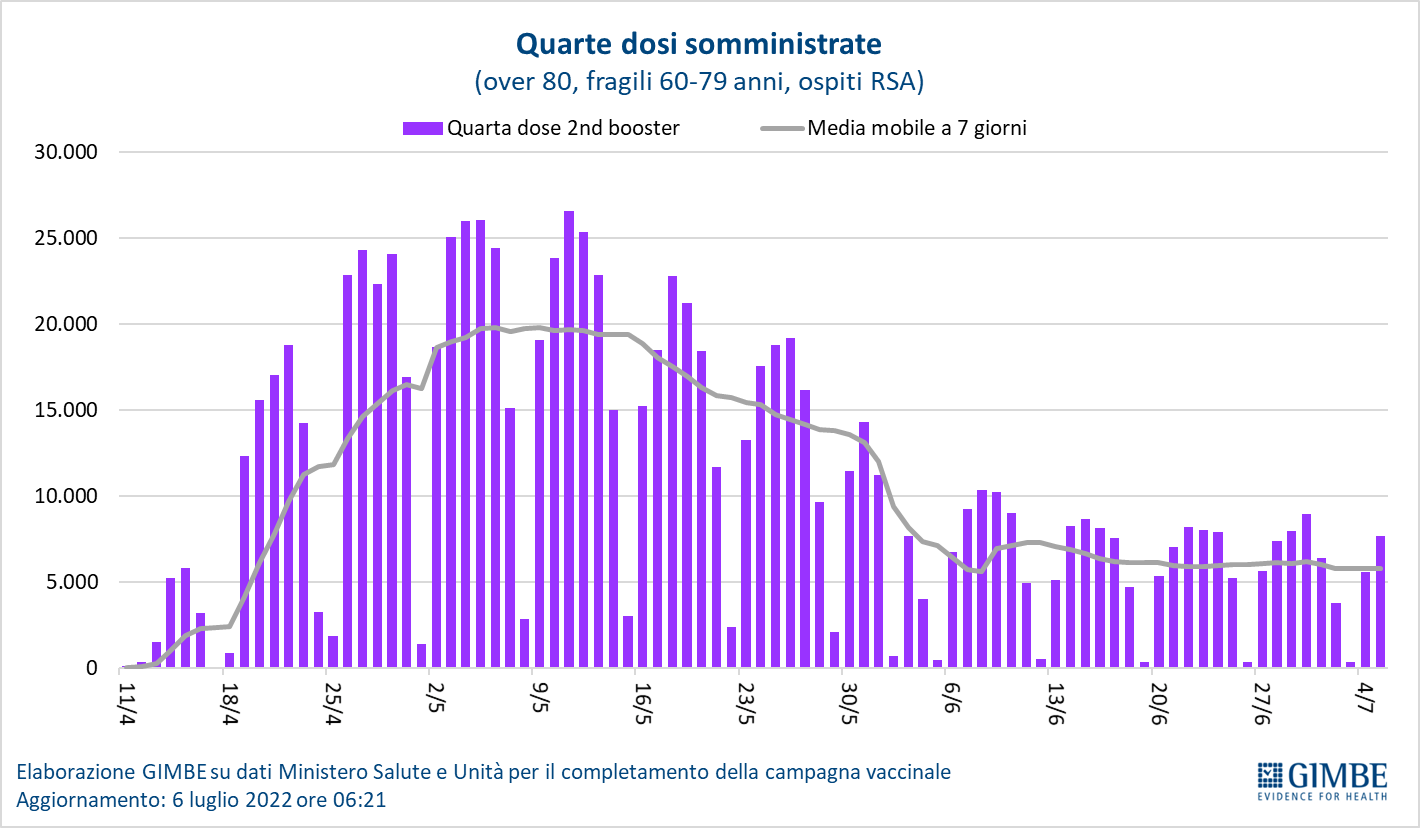 Quarte dosi somministrate
(over 80, fragili 60-79 anni, ospiti RSA)
Quarta dose 2nd booster Media mobile a 7 giorni
30.000
25.000
20.000
15.000
10.000
5.000
0
11/4 18/4 25/4 2/5 9/5 16/5 23/5 30/5 6/6 13/6 20/6 27/6 4/7
Elaborazione GIMBE su dati Ministero Salute e Unità per il completamento della campagna vaccinale
Aggiornamento: 6 luglio 2022 ore 06:21
GIMBE
EVIDENCE FOR HEALTH